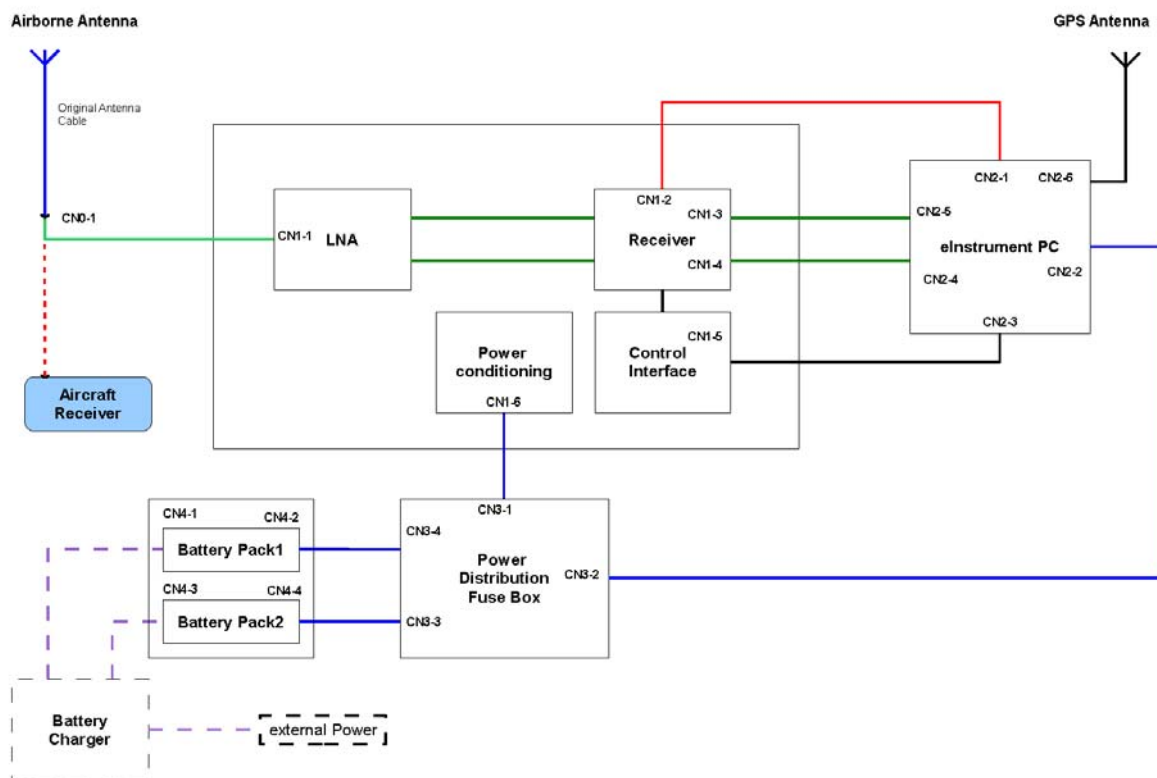 Airborne Antenna
GPS Antenna
Original Antenna
Cable
CN0-1
CN1-1
LNA
CN1-2
CN1-3
Receiver
CN1-4
CN2-1
CN2-6
CN2-5
eInstrument PC
CN2-2
CN2-4
CN2-3
Power
conditioning
CN1-6
CN1-5
Control
Interface
Aircraft
Receiver
CN4-1
CN4-2
Battery Pack1
CN4-3
CN4-4
Battery Pack2
CN3-1
CN3-4
Power
Distribution
Fuse Box
CN3-2
CN3-3
Battery
Charger
external Power